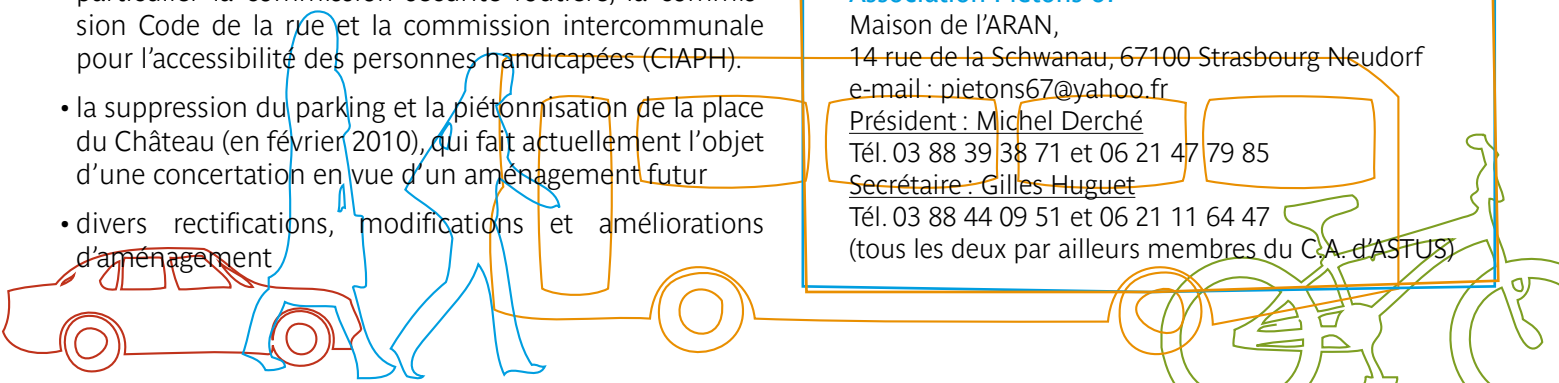 particulier la commission sécurité routière, la commis-
sion Code de la rue et la commission intercommunale
pour l'accessibilité des personnes handicapées (CIAPH).
• la suppression du parking et la piétonnisation de la place
du Château (en février 2010), qui fait actuellement l'objet
d'une concertation en vue d'un aménagement futur
• divers rectifications, modifications et améliorations
d'aménagement
Association Piétons 67
Maison de l'ARAN,
14 rue de la Schwanau, 67100 Strasbourg Neudorf
e-mail : pietons67@yahoo.fr
Président : Michel Derché
Tél. 03 88 39 38 71 et 06 21 47 79 85
Secrétaire : Gilles Huguet
Tél. 03 88 44 09 51 et 06 21 11 64 47
(tous les deux par ailleurs membres du C.A. d'ASTUS)